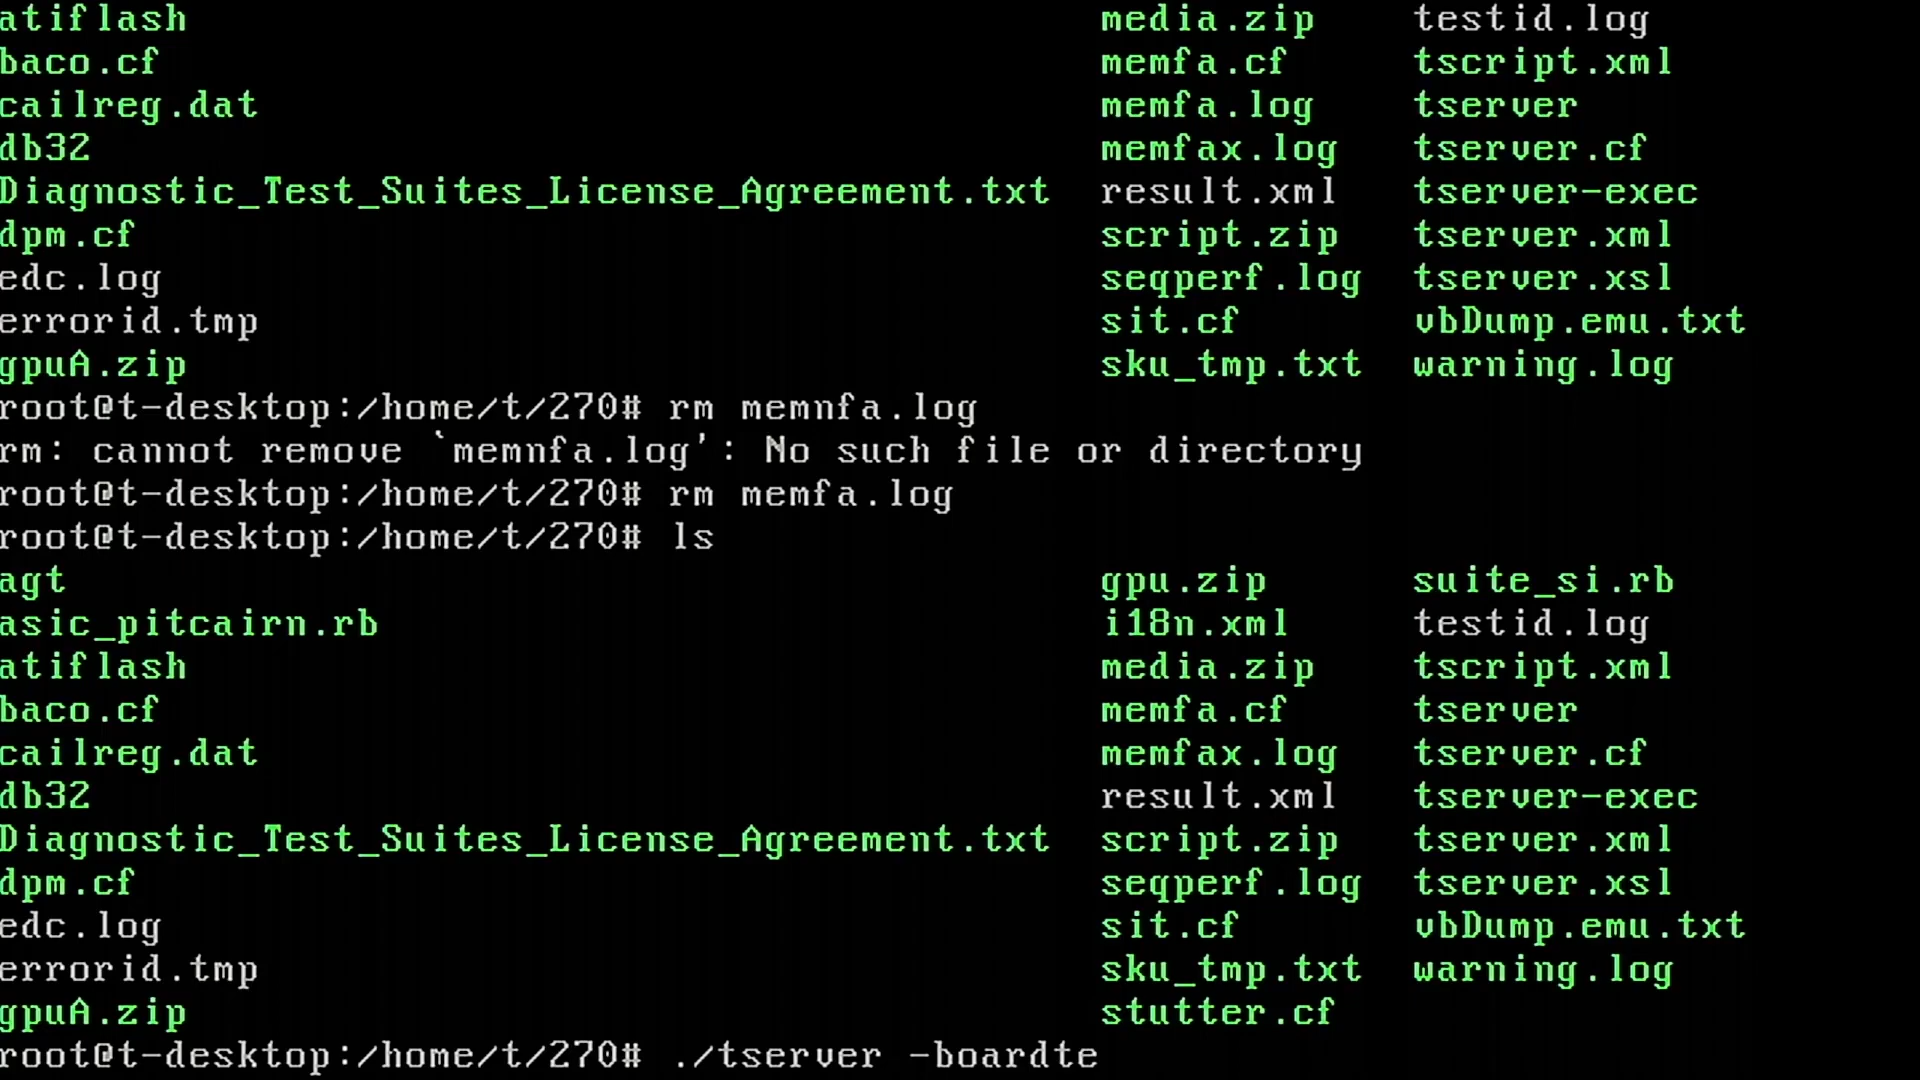 atiflash media.zip testid.log
baco.cf memfa.cf tscript.xml
cailreg.dat memfa.log tserver
db32 memfax.log tserver.cf
Diagnostic_Test_Suites_License_Agreement.txt result.xml tserver-exec
dpm.cf script.zip tserver.xml
edc.log seqperf.log tserver.xsl
errorid.tmp sit.cf vbDump.emu.txt
gpuA.zip sku_tmp.txt warning.log
root@t-desktop:/home/t/270# rm memnfa.log
rm: cannot remove `memnfa.log': No such file or directory
root@t-desktop:/home/t/270# rm memfa.log
root@t-desktop:/home/t/270# ls
agt gpu.zip suite_si.rb
asic_pitcairn.rb i18n.xml testid.log
atiflash media.zip tscript.xml
baco.cf memfa.cf tserver
cailreg.dat memfax.log tserver.cf
db32 result.xml tserver-exec
Diagnostic_Test_Suites_License_Agreement.txt script.zip tserver.xml
dpm.cf seqperf.log tserver.xsl
edc.log sit.cf vbDump.emu.txt
errorid.tmp sku_tmp.txt warning.log
gpuA.zip stutter.cf
root@t-desktop:/home/t/270# ./tserver -boardte